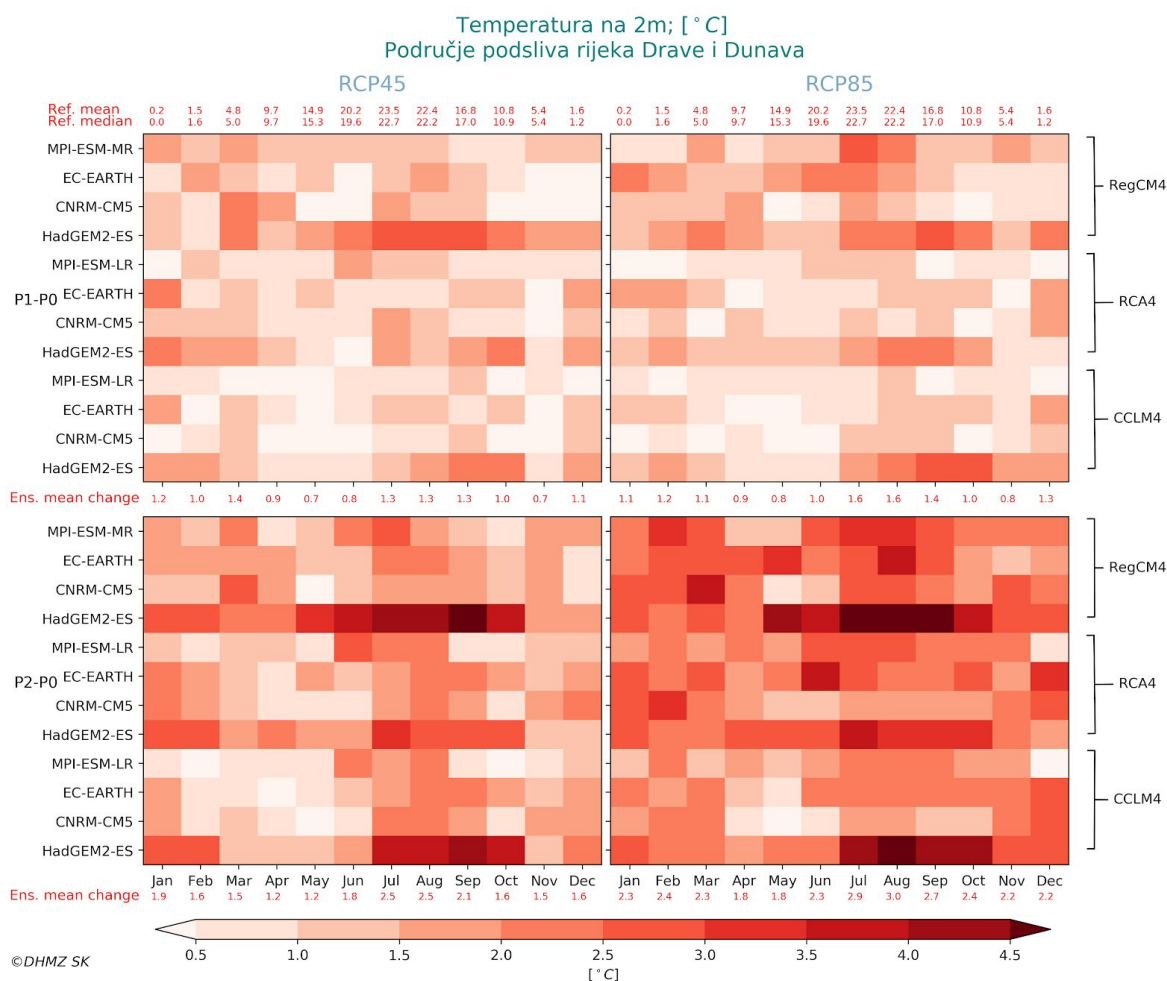 Temperatura na 2m; [°C]
Područje podsliva rijeka Drave i Dunava
RCP45 RCP85
Ref. mean 0.2 1.5 4.8 9.7 14.9 20.2 23.5 22.4 16.8 10.8 5.4 1.6 0.2 1.5 4.8 9.7 14.9 20.2 23.5 22.4 16.8 10.8 5.4 1.6
Ref. median 0.0 1.6 5.0 9.7 15.3 19.6 22.7 22.2 17.0 10.9 5.4 1.2 0.0 1.6 5.0 9.7 15.3 19.6 22.7 22.2 17.0 10.9 5.4 1.2
MPI-ESM-MR
EC-EARTH
RegCM4
CNRM-CM5
HadGEM2-ES
MPI-ESM-LR
P1-P0 EC-EARTH
RCA4
CNRM-CM5
HadGEM2-ES
MPI-ESM-LR
EC-EARTH
CCLM4
CNRM-CM5
HadGEM2-ES
Ens. mean change 1.2 1.0 1.4 0.9 0.7 0.8 1.3 1.3 1.3 1.0 0.7 1.1 1.1 1.2 1.1 0.9 0.8 1.0 1.6 1.6 1.4 1.0 0.8 1.3
MPI-ESM-MR
EC-EARTH
RegCM4
CNRM-CM5
HadGEM2-ES
MPI-ESM-LR
P2-P0 EC-EARTH
RCA4
CNRM-CM5
HadGEM2-ES
MPI-ESM-LR
EC-EARTH
CCLM4
CNRM-CM5
HadGEM2-ES
Jan Feb Mar Apr May Jun Jul Aug Sep Oct Nov Dec Jan Feb Mar Apr May Jun Jul Aug Sep Oct Nov Dec
Ens. mean change 1.9 1.6 1.5 1.2 1.2 1.8 2.5 2.5 2.1 1.6 1.5 1.6 2.3 2.4 2.3 1.8 1.8 2.3 2.9 3.0 2.7 2.4 2.2 2.2
0.5 1.0 1.5 2.0 2.5 3.0 3.5 4.0 4.5
[°C]
©DHMZ SK